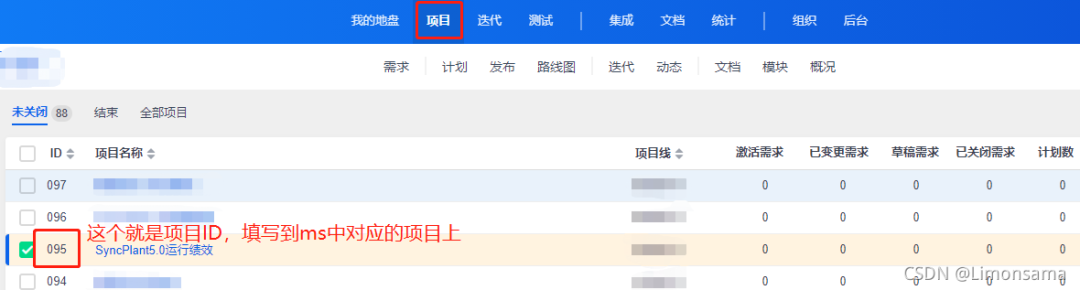 我的地盘 项目 迭代 测试 集成 文档 统计 组织 后台
需求 计划 发布 路线图 迭代 动态 文档 模块 概况
未关闭 88 结束 全部项目
ID 项目名称 项目线 激活需求 已变更需求 草稿需求 已关闭需求 计划数
097 0 0 0 0 0
096 0 0 0 0 0
这个就是项目ID，填写到ms中对应的项目上
095 SyncPlant5.0运行绩效 0 0 0 0 0
094 0 0 0 0 0
CSDN @Limonsama